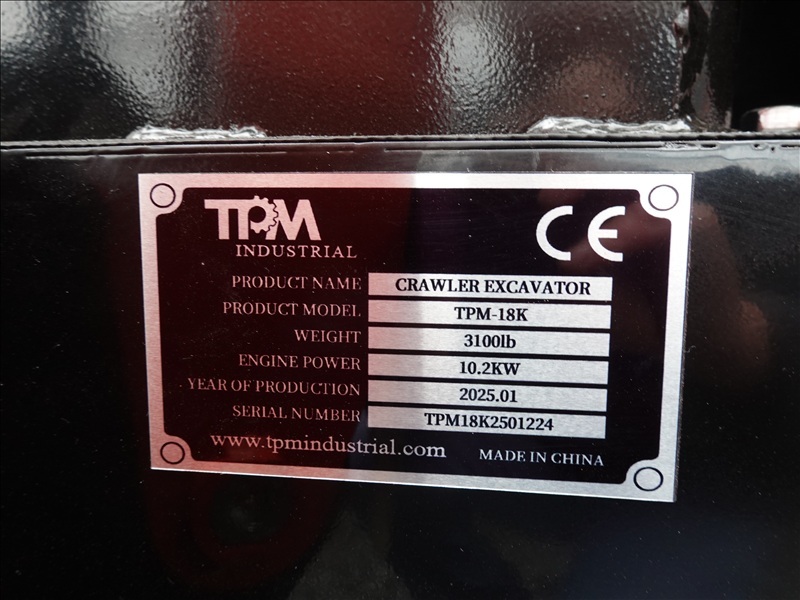 TPM
INDUSTRIAL
CE
PRODUCT NAME CRAWLER EXCAVATOR
PRODUCT MODEL TPM-18K
WEIGHT 3100lb
ENGINE POWER 10.2KW
YEAR OF PRODUCTION 2025.01
SERIAL NUMBER TPM18K2501224
www.tpmindustrial.com MADE IN CHINA